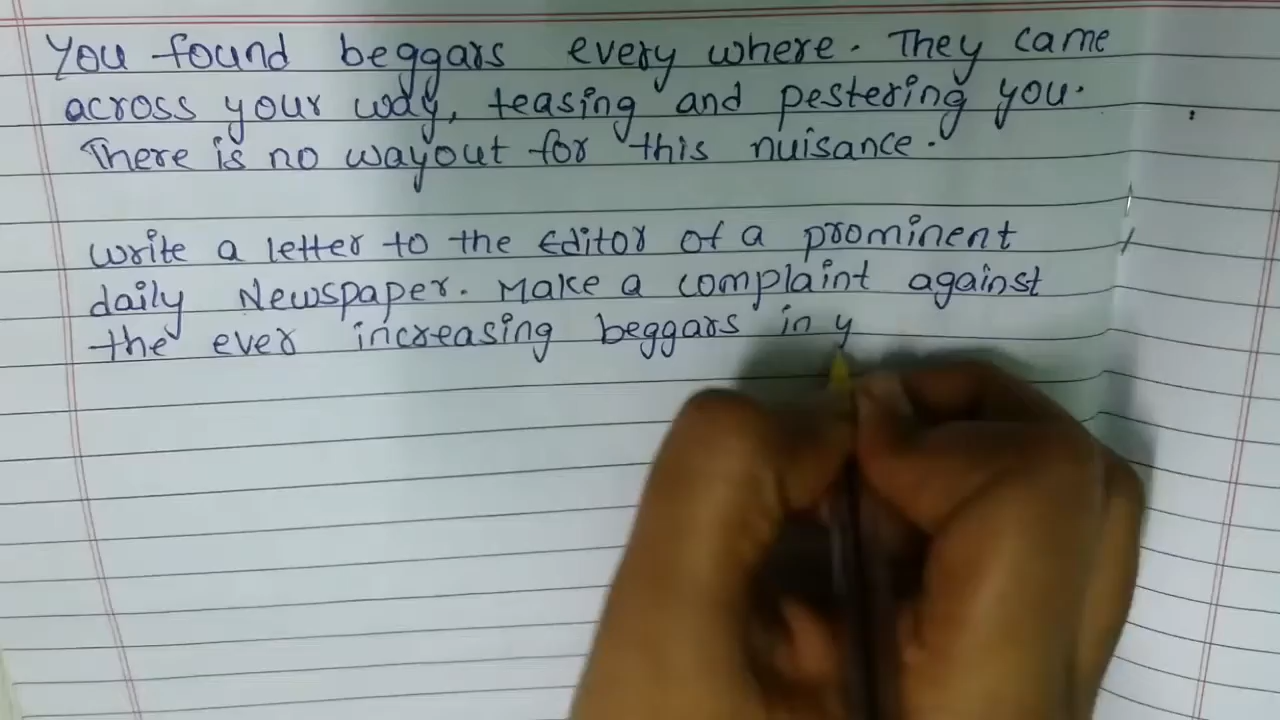 You found beggars every where. They came
across your way, teasing and pestering you.
There is no wayout for this nuisance.
Write a letter to the Editor of a prominent
daily Newspaper. Make a complaint against
the ever increasing beggars in y